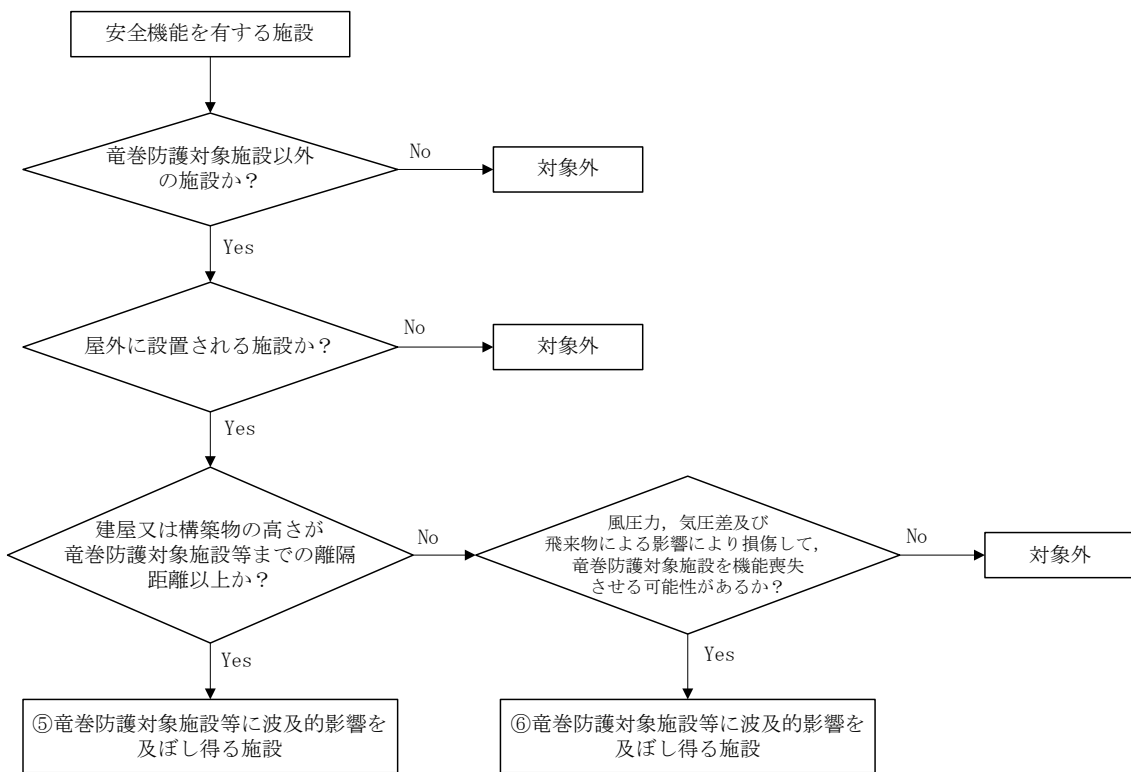 安全機能を有する施設
竜巻防護対象施設以外
の施設か？
No
対象外
Yes
屋外に設置される施設か？
No
対象外
Yes
建屋又は構築物の高さが
竜巻防護対象施設等までの離隔
距離以上か？
No
風圧力，気圧差及び
飛来物による影響により損傷して，
竜巻防護対象施設を機能喪失
させる可能性があるか？
No
対象外
Yes
Yes
⑤竜巻防護対象施設等に波及的影響を
及ぼし得る施設
⑥竜巻防護対象施設等に波及的影響を
及ぼし得る施設